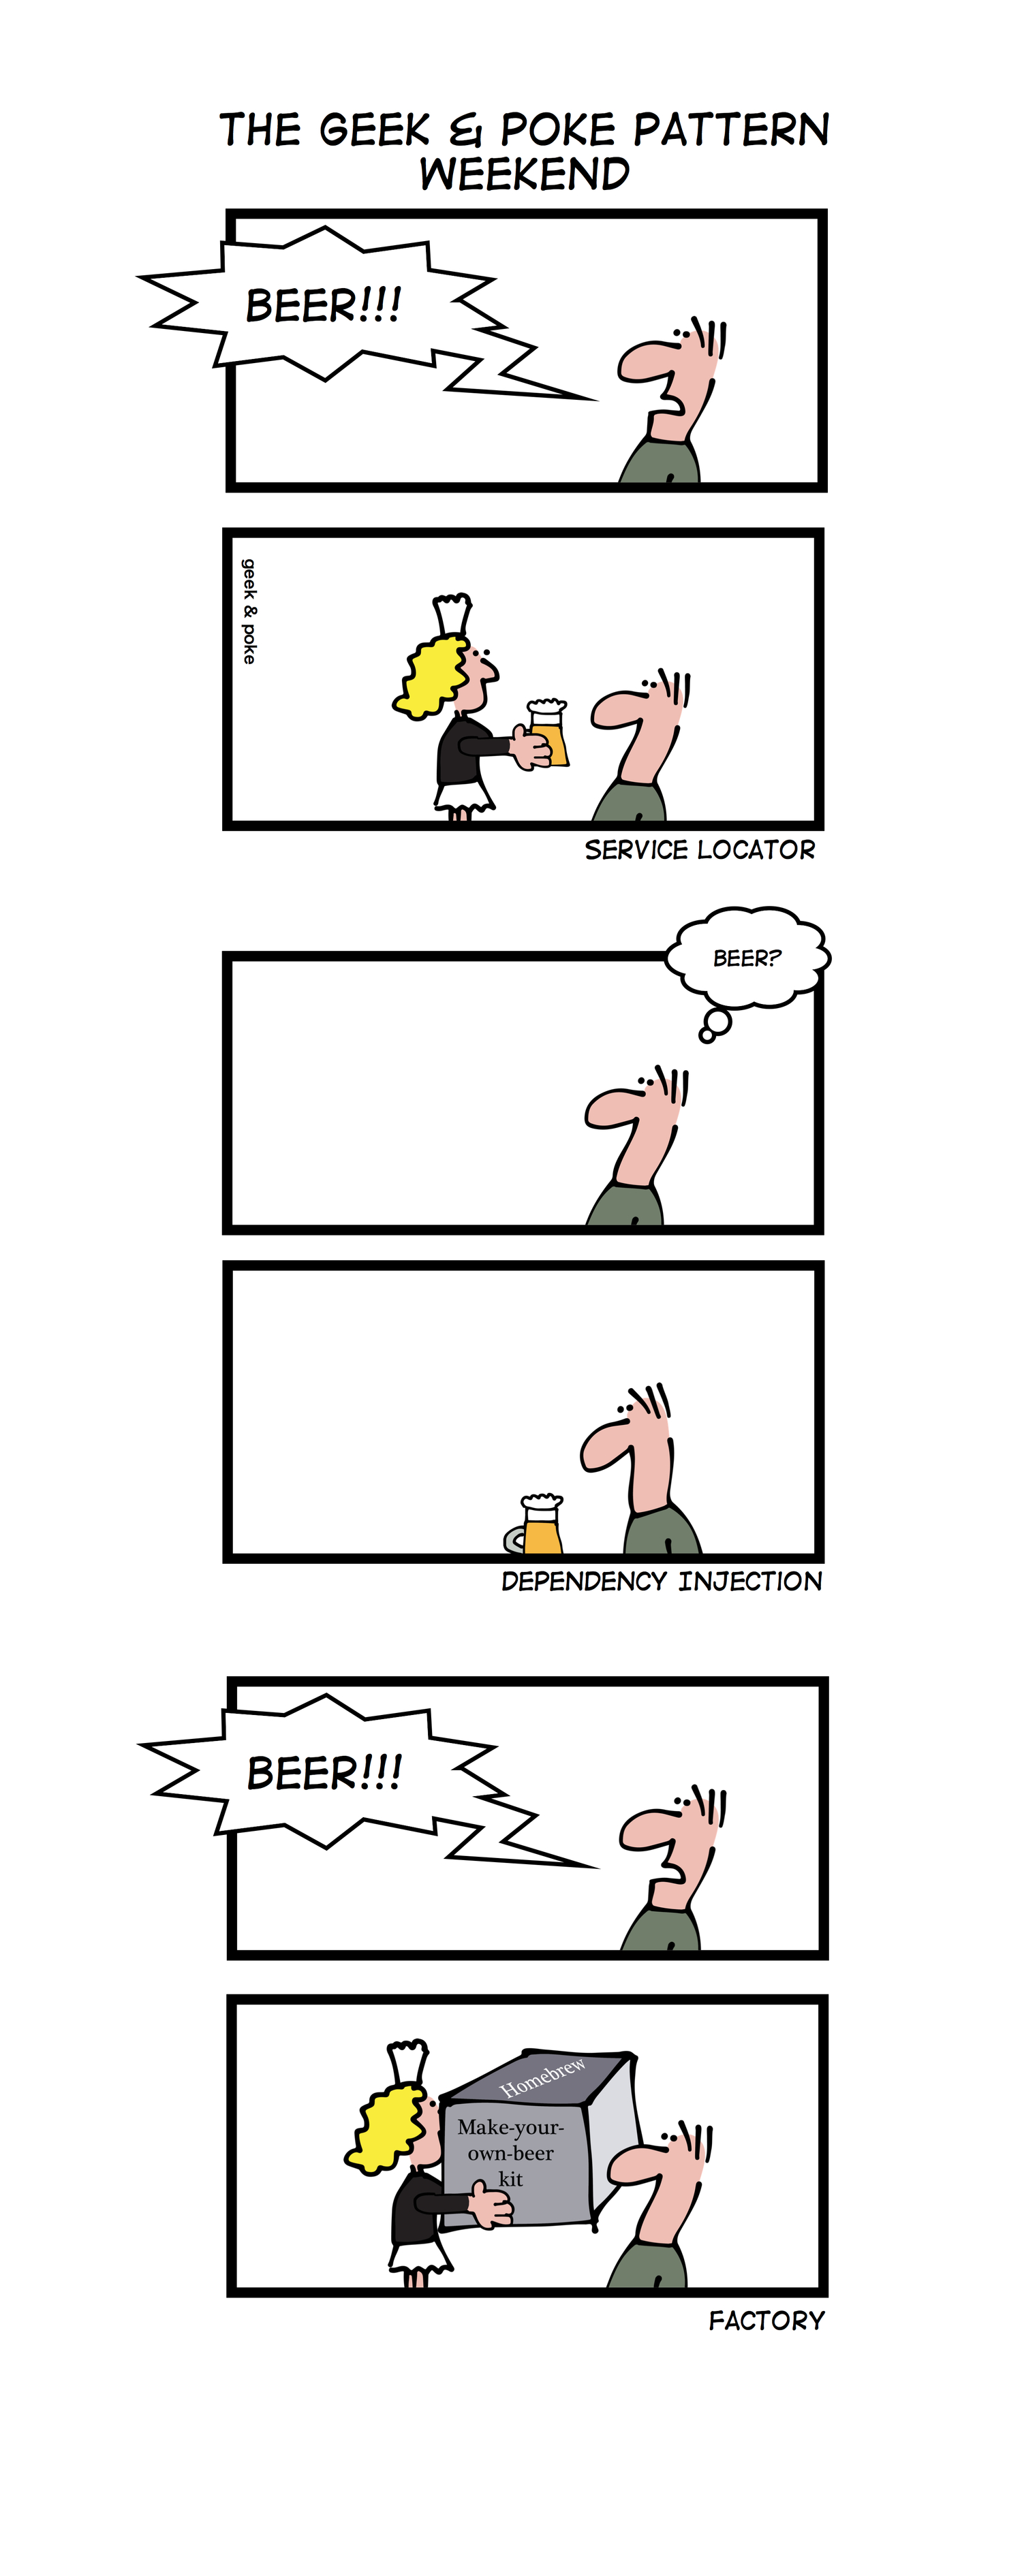 THE GEEK & POKE PATTERN
WEEKEND
BEER!!!
geek & poke
SERVICE LOCATOR
BEER?
DEPENDENCY INJECTION
BEER!!!
Homebrew
Make-your-
own-beer
kit
FACTORY